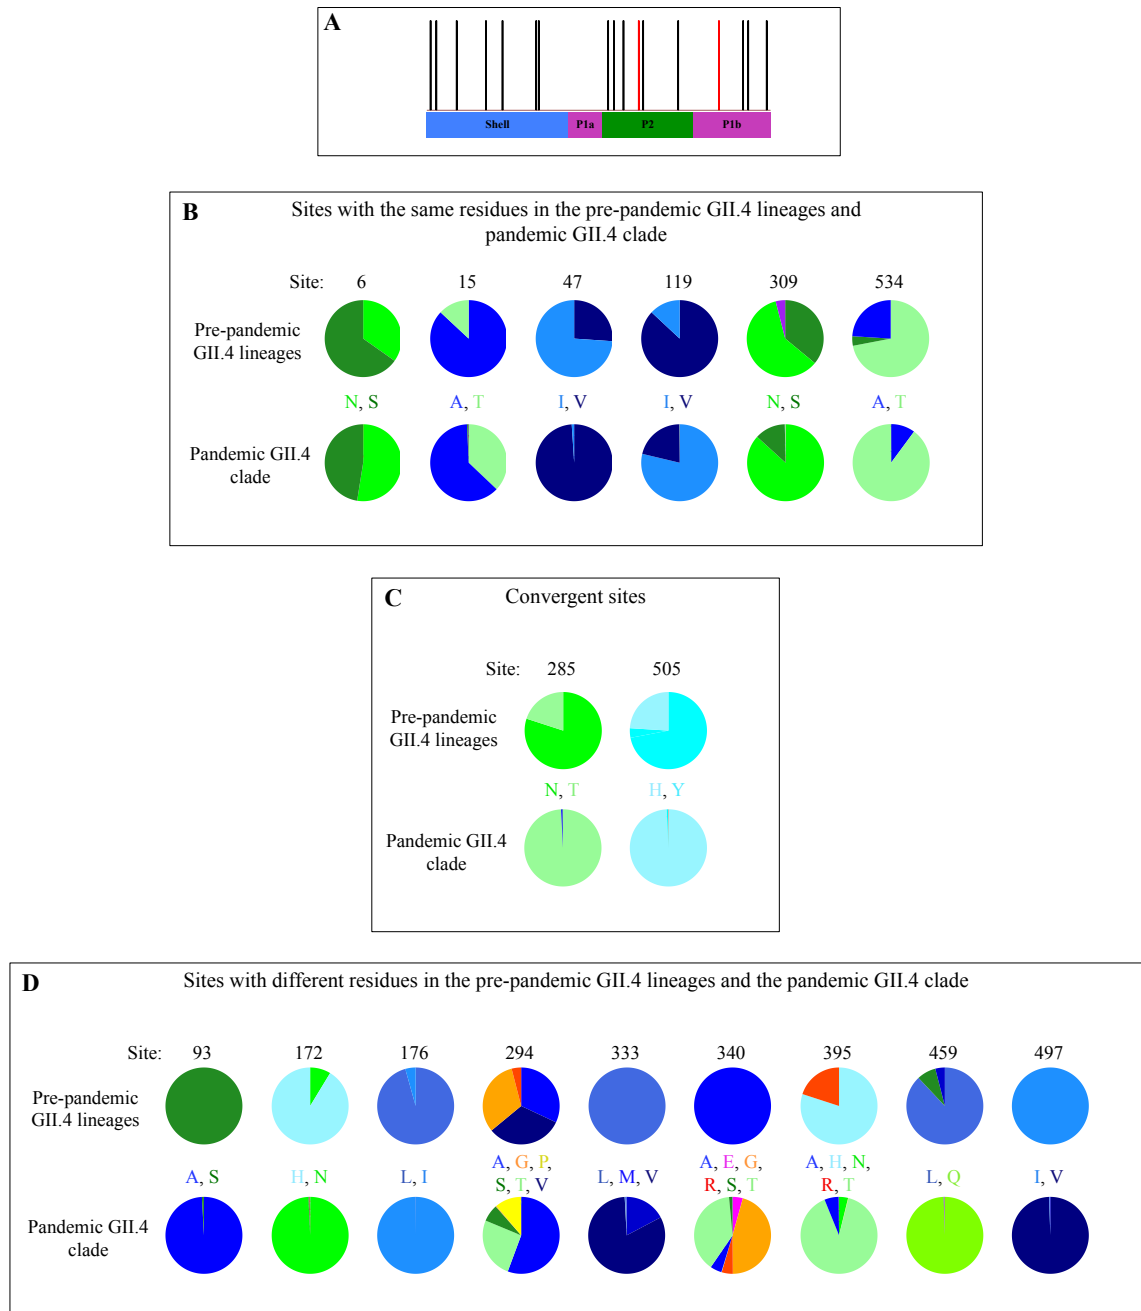 A
Shell P1a P2 P1b
B
Sites with the same residues in the pre-pandemic GII.4 lineages and
pandemic GII.4 clade
Site: 6 15 47 119 309 534
Pre-pandemic
GII.4 lineages
N, S A, T I, V I, V N, S A, T
Pandemic GII.4
clade
C Convergent sites
Site: 285 505
Pre-pandemic
GII.4 lineages
N, T H, Y
Pandemic GII.4
clade
D Sites with different residues in the pre-pandemic GII.4 lineages and the pandemic GII.4 clade
Site: 93 172 176 294 333 340 395 459 497
Pre-pandemic
GII.4 lineages
A, S H, N L, I A, G, P, S, T, V L, M, V A, E, G, R, S, T A, H, N, R, T L, Q I, V
Pandemic GII.4
clade